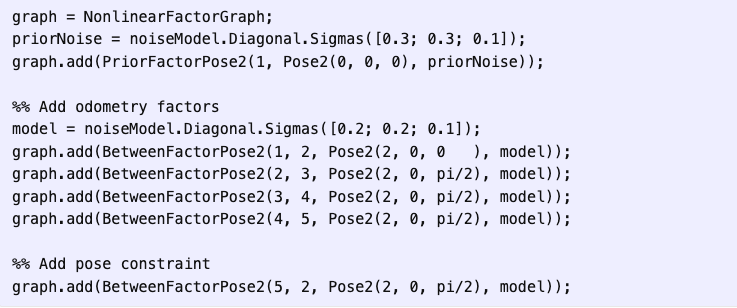 graph = NonlinearFactorGraph;
priorNoise = noiseModel.Diagonal.Sigmas([0.3; 0.3; 0.1]);
graph.add(PriorFactorPose2(1, Pose2(0, 0, 0), priorNoise));

%% Add odometry factors
model = noiseModel.Diagonal.Sigmas([0.2; 0.2; 0.1]);
graph.add(BetweenFactorPose2(1, 2, Pose2(2, 0, 0   ), model));
graph.add(BetweenFactorPose2(2, 3, Pose2(2, 0, pi/2), model));
graph.add(BetweenFactorPose2(3, 4, Pose2(2, 0, pi/2), model));
graph.add(BetweenFactorPose2(4, 5, Pose2(2, 0, pi/2), model));

%% Add pose constraint
graph.add(BetweenFactorPose2(5, 2, Pose2(2, 0, pi/2), model));